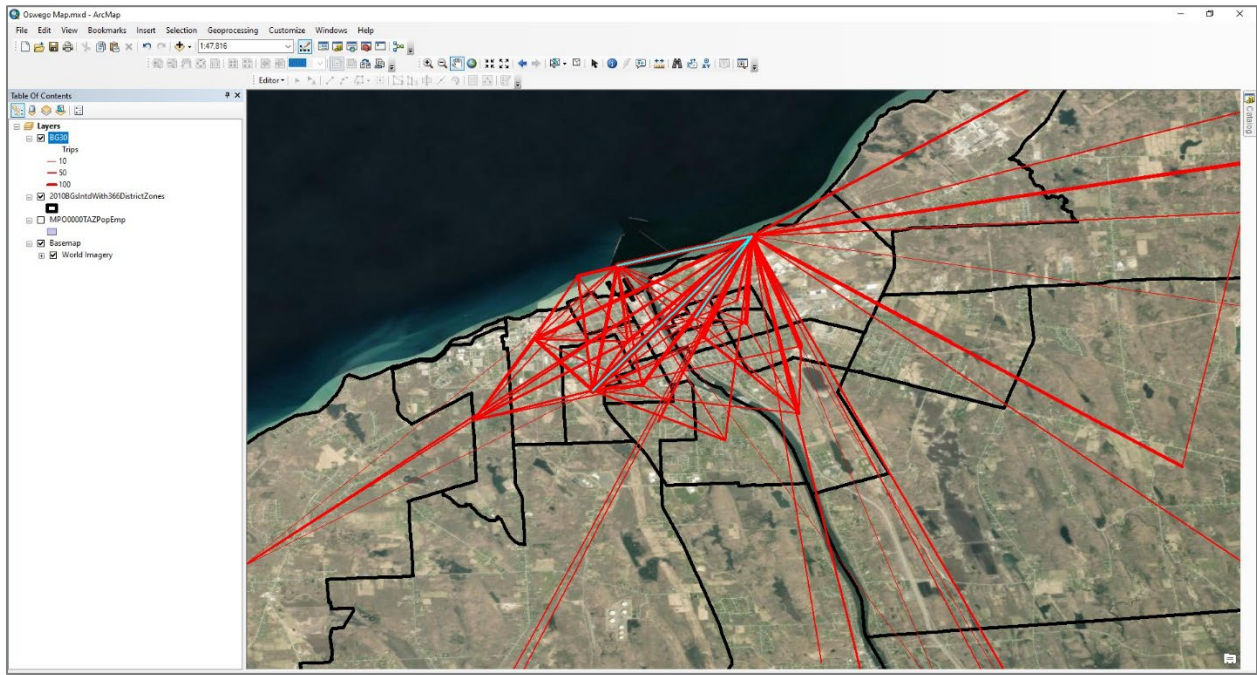 Oswego Map.mxd - ArcMap
File Edit View Bookmarks Insert Selection Geoprocessing Customize Windows Help
1:47,816
Editor
Table Of Contents
Layers
BG30
Trips
10
50
100
2010BGsIntdWith366DistrictZones
MPO0000TAZPopEmp
Basemap
World Imagery
Catalog